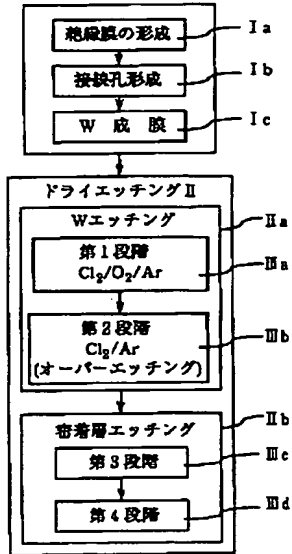 絶縁膜の形成
Ⅰa
接続孔形成
Ⅰb
W 成 膜
Ⅰc
ドライエッチングⅡ
Wエッチング
Ⅱa
第1段階
Cl₂/O₂/Ar
Ⅲa
第2段階
Cl₂/Ar
(オーバーエッチング)
Ⅲb
密着層エッチング
Ⅱb
第3段階
Ⅲc
第4段階
Ⅲd